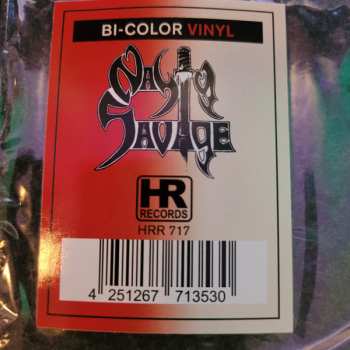 BI-COLOR VINYL
Nasty
Savage
HR
RECORDS
HRR 717
4 251267 713530